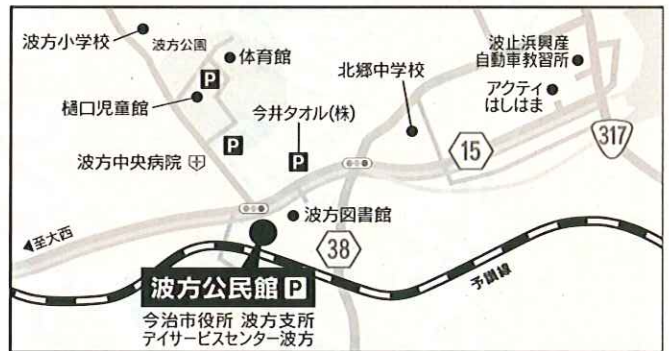 波方小学校
波方公園
体育館
P
樋口児童館
P
今井タオル(株)
P
波方中央病院
北郷中学校
波止浜興産
自動車教習所
アクティ
はしはま
15
317
波方図書館
38
◀至大西
予讃線
波方公民館 P
今治市役所 波方支所
デイサービスセンター波方